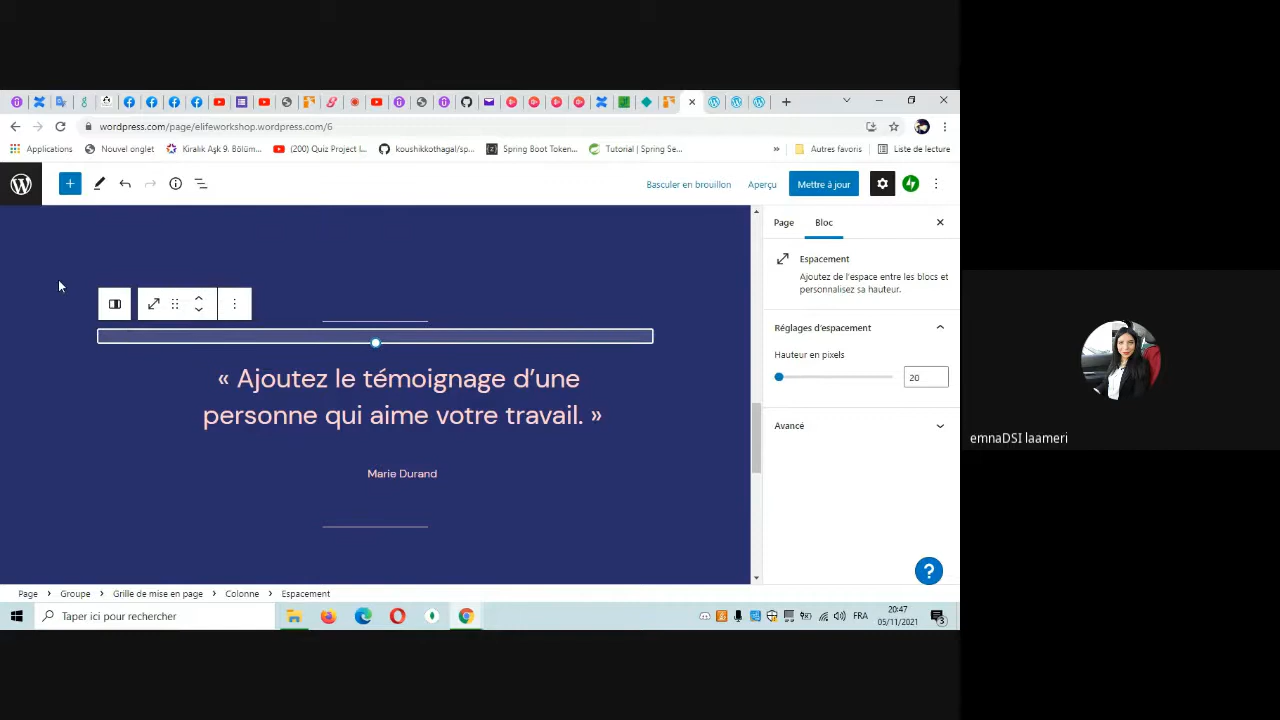 wordpress.com/page/elifeworkshop.wordpress.com/6
Applications
Nouvel onglet
Kiralık Aşk 9. Bölüm...
(200) Quiz Project I...
koushikkothagal/sp...
Spring Boot Token...
Tutorial | Spring Se...
»
Autres favoris
Liste de lecture
Basculer en brouillon
Aperçu
Mettre à jour
Page
Bloc
Espacement
Ajoutez de l'espace entre les blocs et
personnalisez sa hauteur.
Réglages d'espacement
Hauteur en pixels
20
Avancé
« Ajoutez le témoignage d'une
personne qui aime votre travail. »
Marie Durand
emnaDSI laameri
Page > Groupe > Grille de mise en page > Colonne > Espacement
Taper ici pour rechercher
FRA
20:47
05/11/2021
3